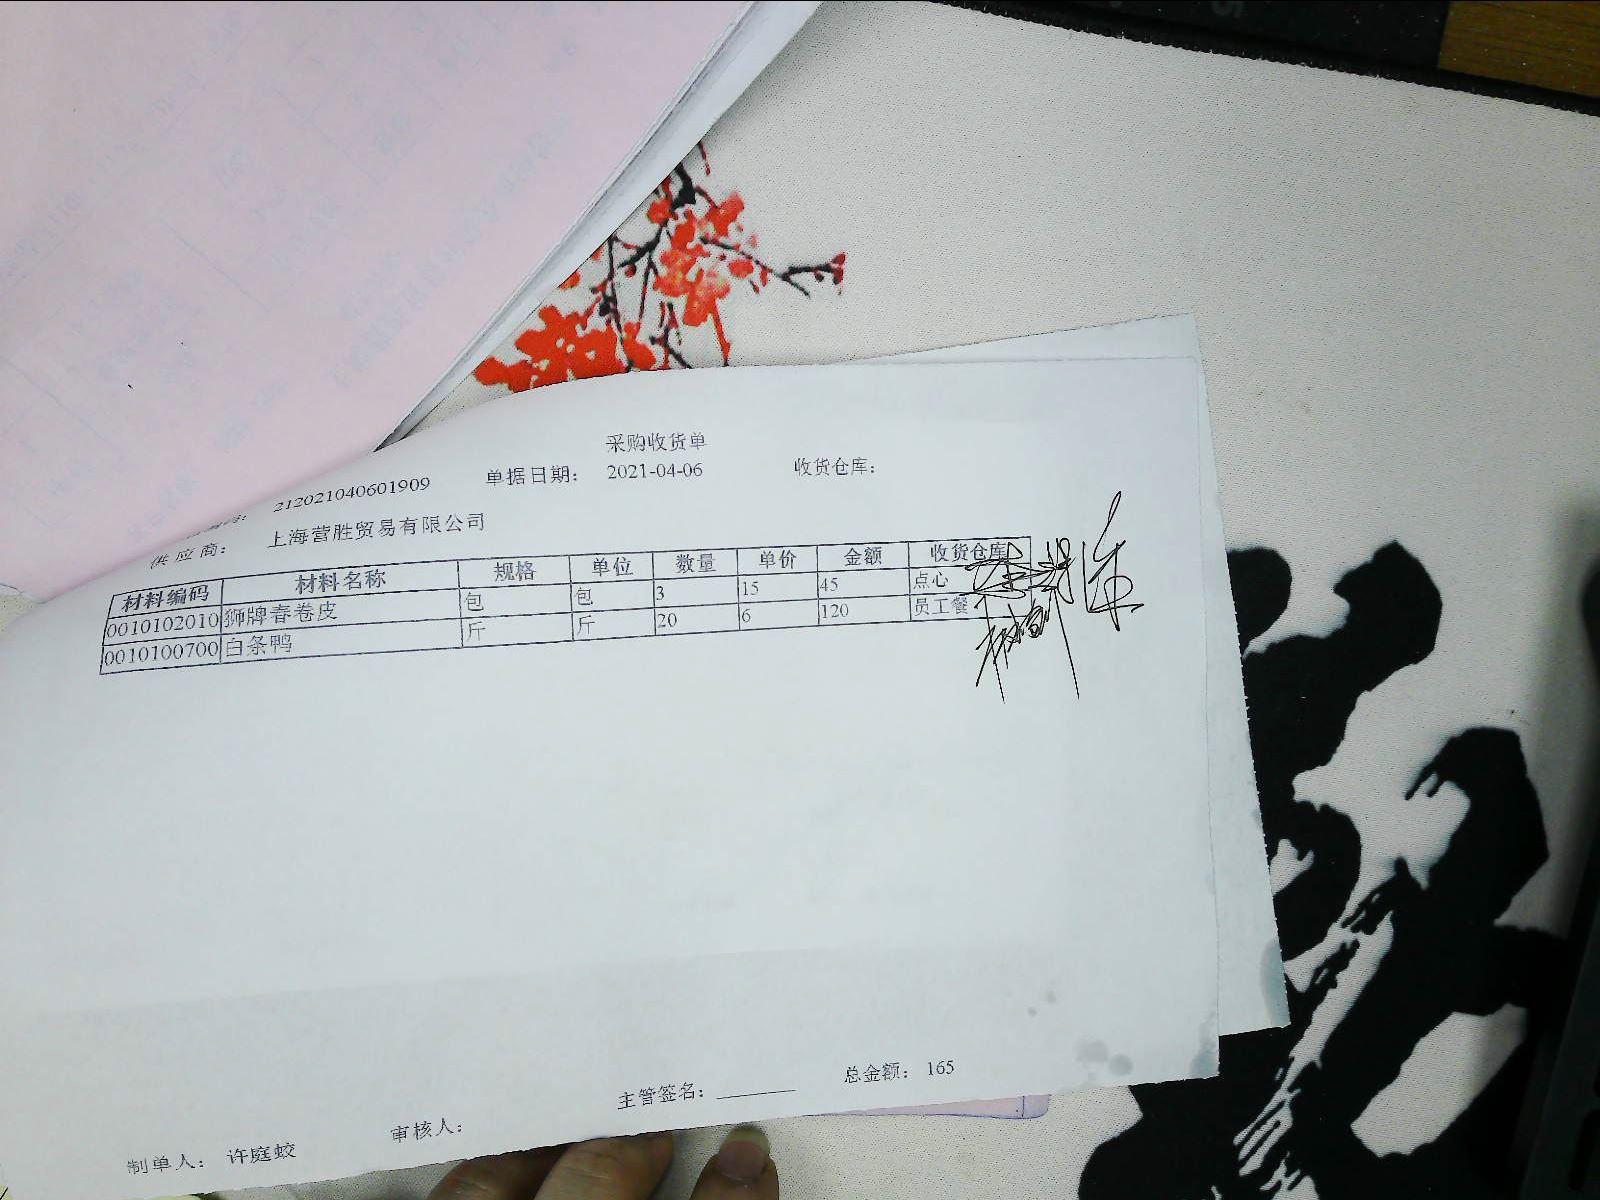 采购收货单
212021040601909 单据日期: 2021-04-06 收货仓库:
供应商: 上海营胜贸易有限公司
材料编码 材料名称 规格 单位 数量 单价 金额 收货仓库
0010102010 狮牌春卷皮 包 包 3 15 45 点心
0010100700 白条鸭 斤 斤 20 6 120 员工餐
制单人: 许庭蛟 审核人: 主管签名: 总金额: 165